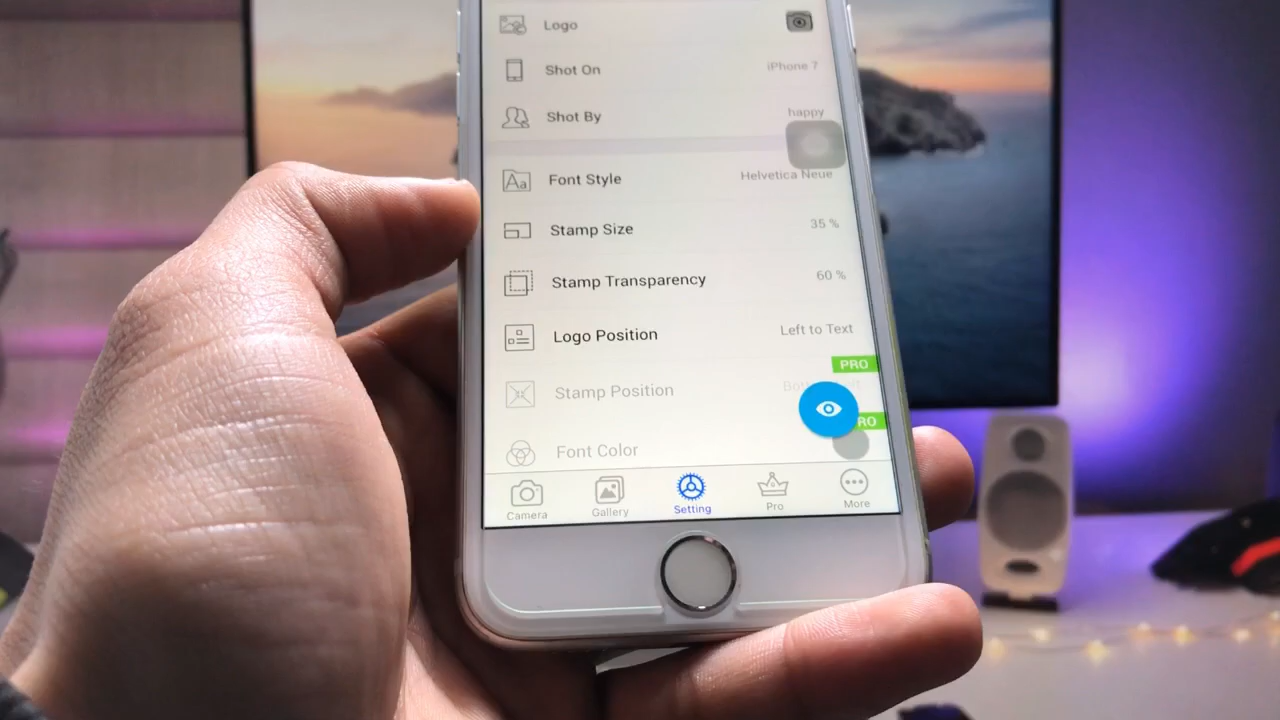 Logo
Shot On iPhone 7
Shot By happy
Aa Font Style Helvetica Neue
Stamp Size 35 %
Stamp Transparency 60 %
Logo Position Left to Text
PRO
Stamp Position
Font Color
Camera Gallery Setting Pro More